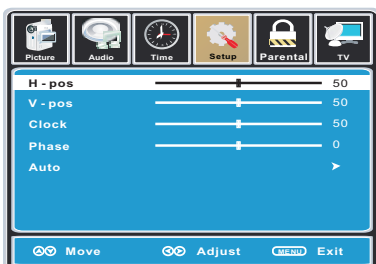 Picture Audio Time Setup Parental TV
H - pos 50
V - pos 50
Clock 50
Phase 0
Auto
Move Adjust MENU Exit